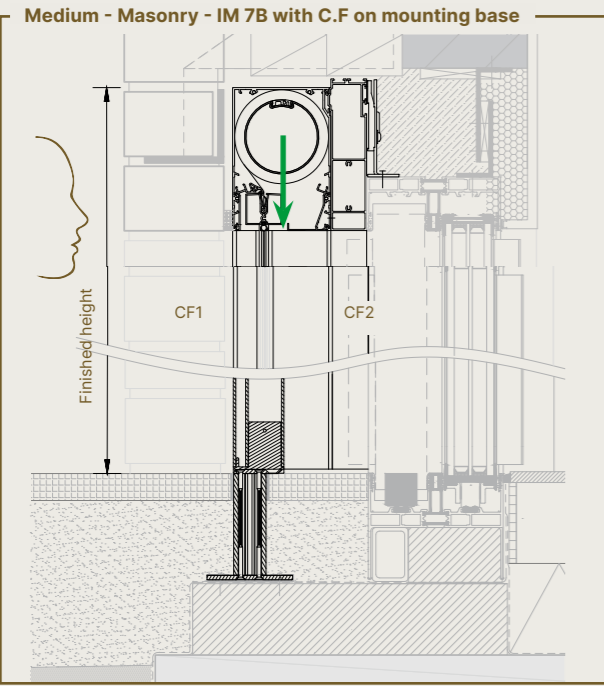 Medium - Masonry - IM 7B with C.F on mounting base
Finished height
CF1
CF2